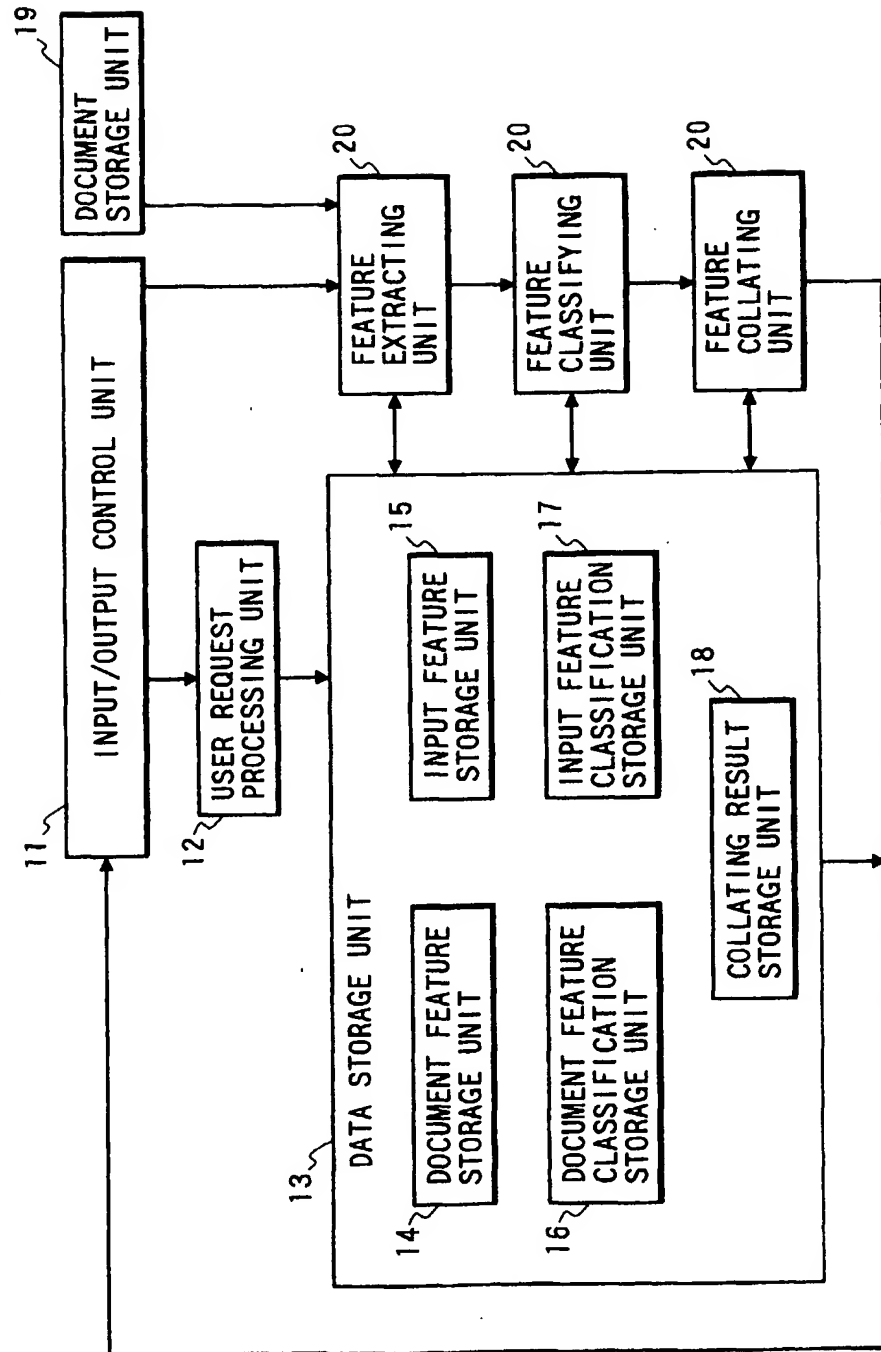 11
INPUT/OUTPUT CONTROL UNIT
19
DOCUMENT
STORAGE UNIT
12
USER REQUEST
PROCESSING UNIT
13
DATA STORAGE UNIT
14
DOCUMENT FEATURE
STORAGE UNIT
15
INPUT FEATURE
STORAGE UNIT
16
DOCUMENT FEATURE
CLASSIFICATION
STORAGE UNIT
17
INPUT FEATURE
CLASSIFICATION
STORAGE UNIT
18
COLLATING RESULT
STORAGE UNIT
20
FEATURE
EXTRACTING
UNIT
20
FEATURE
CLASSIFYING
UNIT
20
FEATURE
COLLATING
UNIT